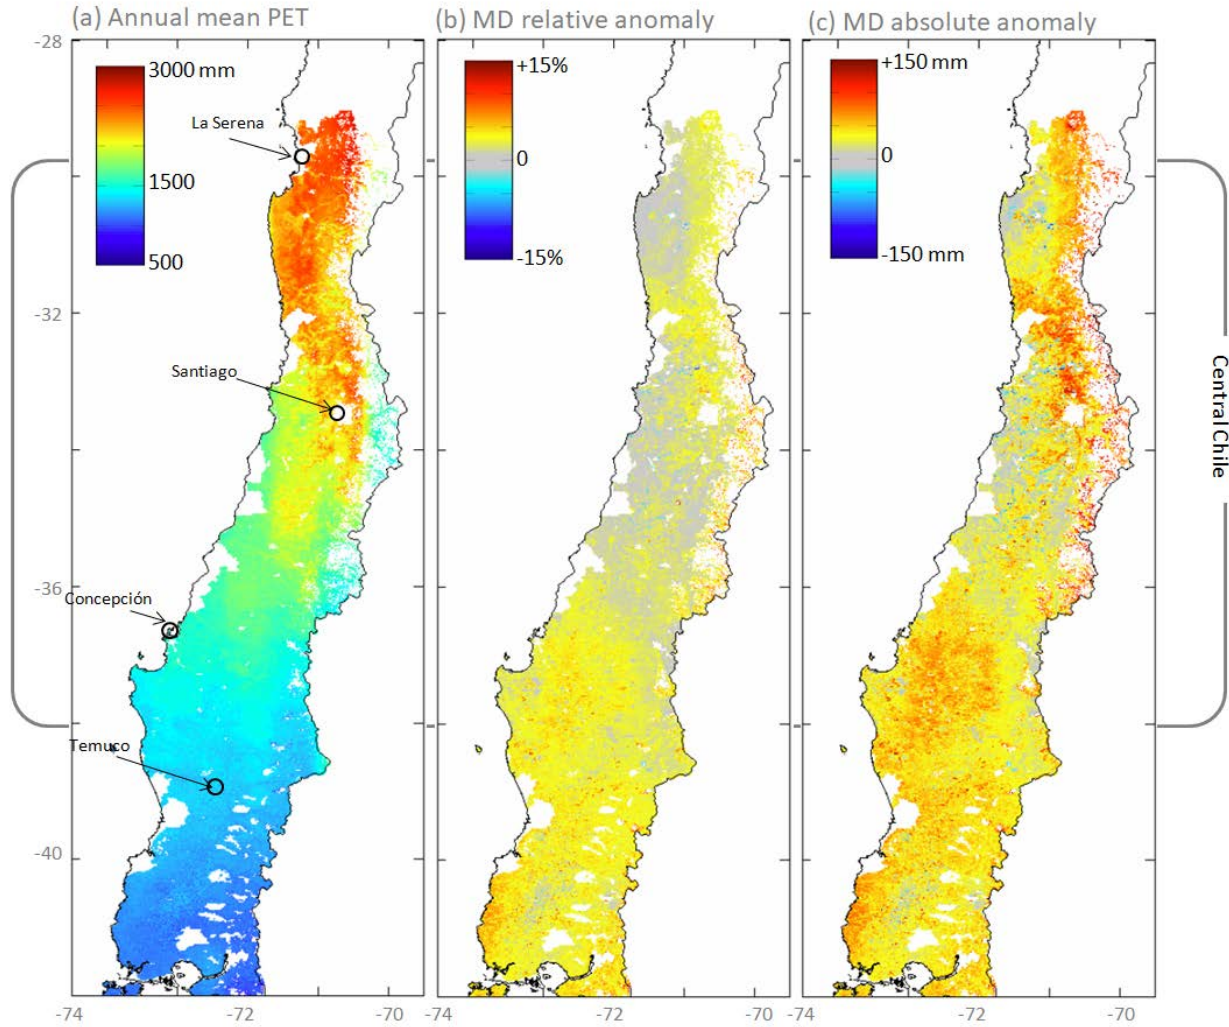 (a) Annual mean PET
(b) MD relative anomaly
(c) MD absolute anomaly
-28
3000 mm
1500
500
La Serena
Santiago
Concepción
Temuco
-32
-36
-40
+15%
0
-15%
+150 mm
0
-150 mm
Central Chile
-74
-72
-70
-74
-72
-70
-74
-72
-70